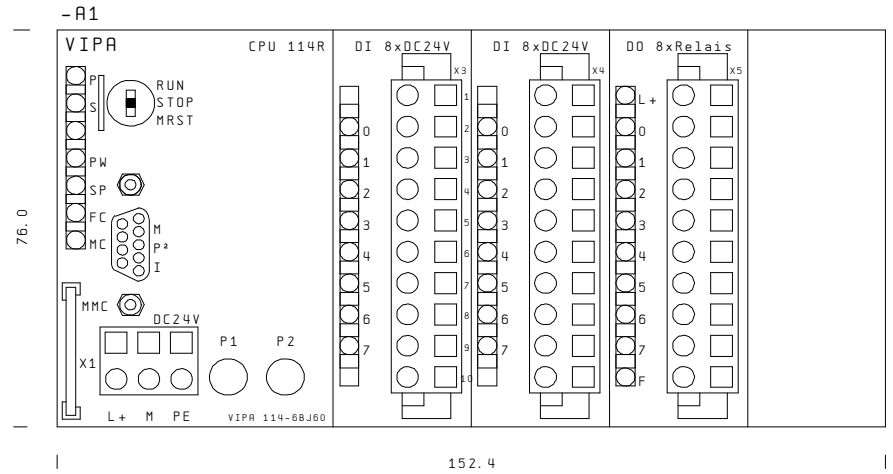 -A1
VIPA
CPU 114R
DI 8xDC24V
DI 8xDC24V
DO 8xRelais
X3
X4
X5
P
S
PW
SP
FC
MC
RUN
STOP
MRST
M
P²
I
MMC
DC24V
X1
P1
P2
L+ M PE
VIPA 114-6BJ60
0
1
2
3
4
5
6
7
1
2
3
4
5
6
7
8
9
10
0
1
2
3
4
5
6
7
L+
0
1
2
3
4
5
6
7
F
76.0
152.4